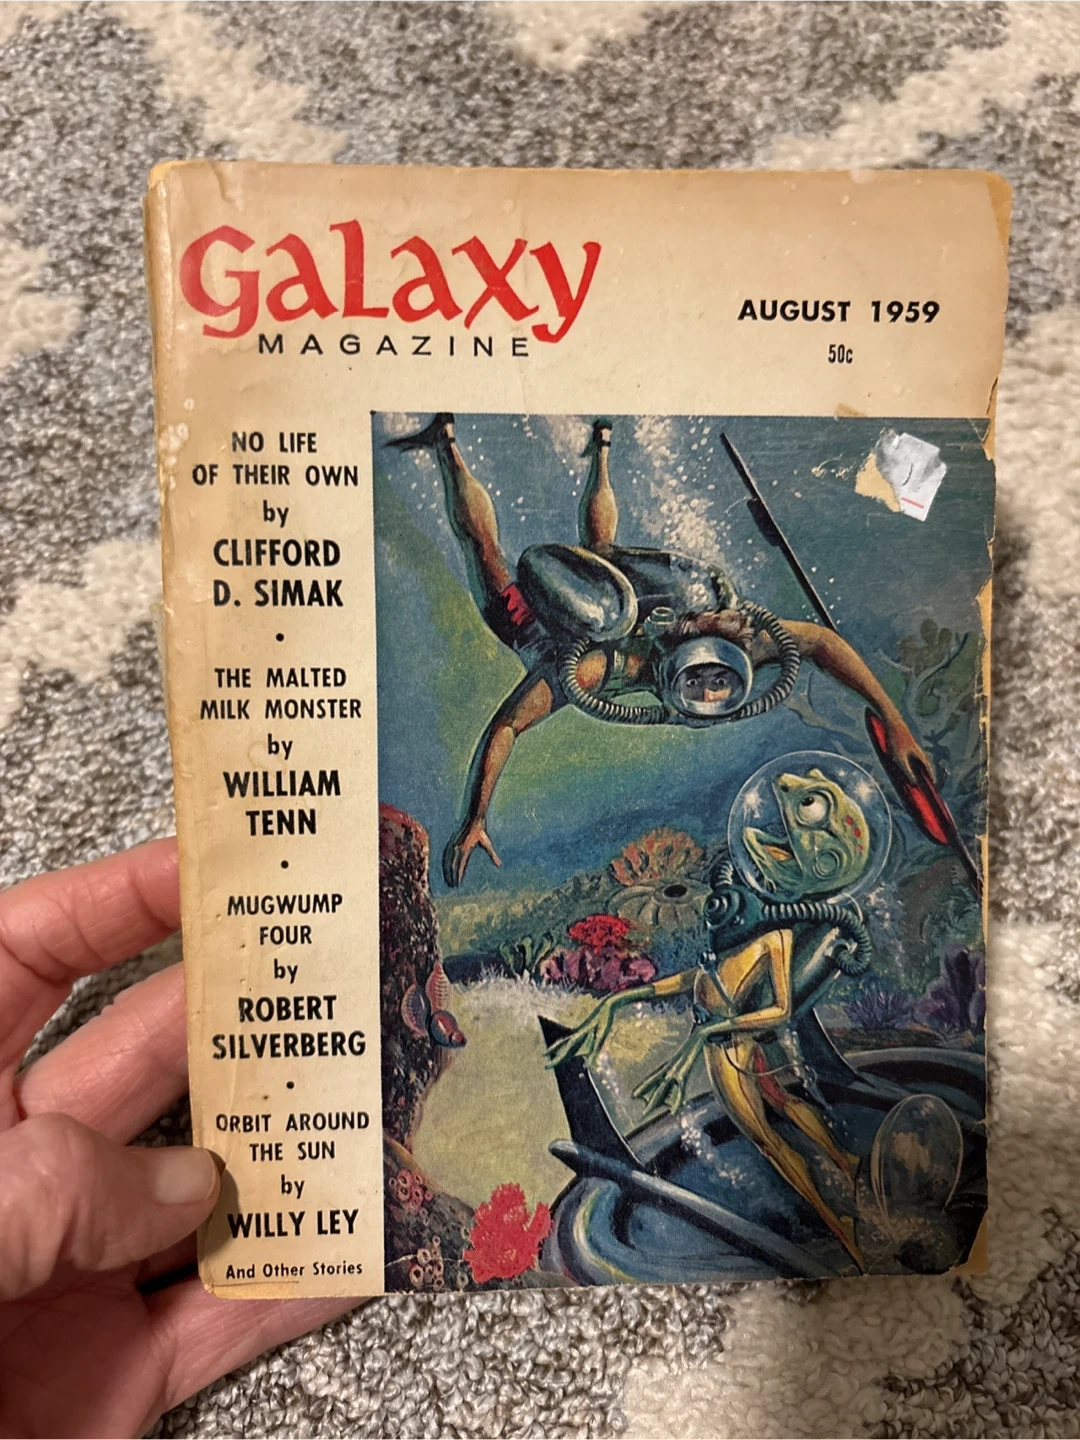 Galaxy
MAGAZINE
AUGUST 1959
50c
NO LIFE
OF THEIR OWN
by
CLIFFORD
D. SIMAK
•
THE MALTED
MILK MONSTER
by
WILLIAM
TENN
•
MUGWUMP
FOUR
by
ROBERT
SILVERBERG
•
ORBIT AROUND
THE SUN
by
WILLY LEY
And Other Stories